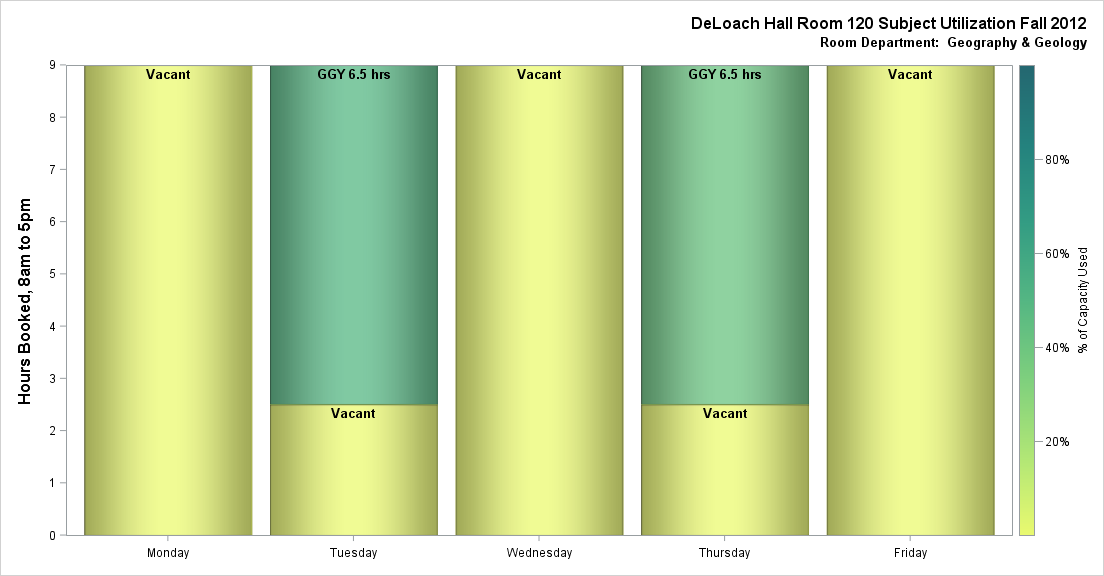 DeLoach Hall Room 120 Subject Utilization Fall 2012
Room Department:  Geography & Geology
Hours Booked, 8am to 5pm
9
8
7
6
5
4
3
2
1
0
Vacant
GGY 6.5 hrs
Vacant
GGY 6.5 hrs
Vacant
Vacant
Vacant
Monday
Tuesday
Wednesday
Thursday
Friday
80%
60%
40%
20%
% of Capacity Used